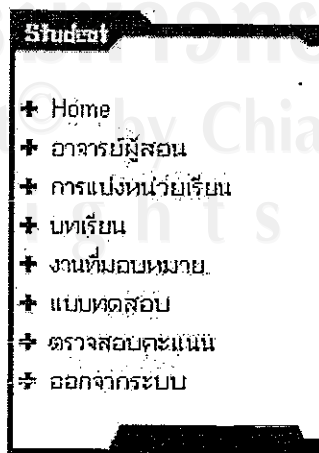 Student
Home
อาจารย์ผู้สอน
การแบ่งหน่วยเรียน
บทเรียน
งานที่มอบหมาย
แบบทดสอบ
ตรวจสอบคะแนน
ออกจากระบบ
by Chia
ights